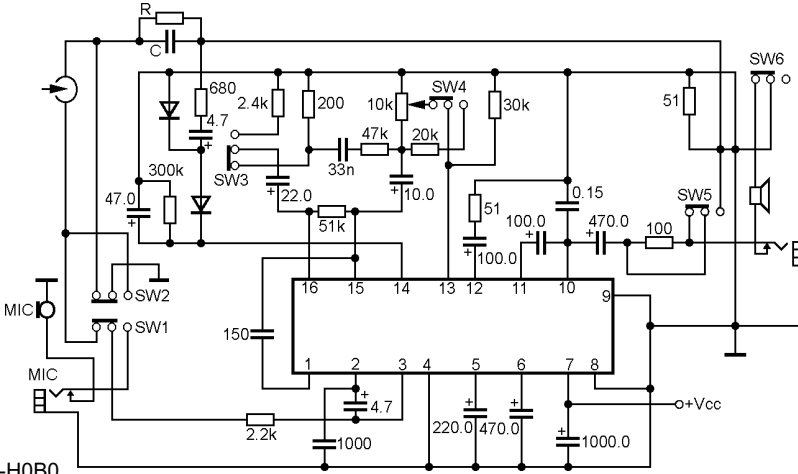 R
C
SW6
680
2.4k
200
10k
SW4
30k
51
4.7
+
47k
20k
33n
SW3
300k
+
22.0
+
10.0
0.15
SW5
47.0
+
51k
51
100.0
+
470.0
+
100
+
100.0
16
15
14
13
12
11
10
9
SW2
MIC
SW1
150
1
2
3
4
5
6
7
8
MIC
+
4.7
+
+
+Vcc
2.2k
1000
220.0
470.0
+
1000.0
-H0B0